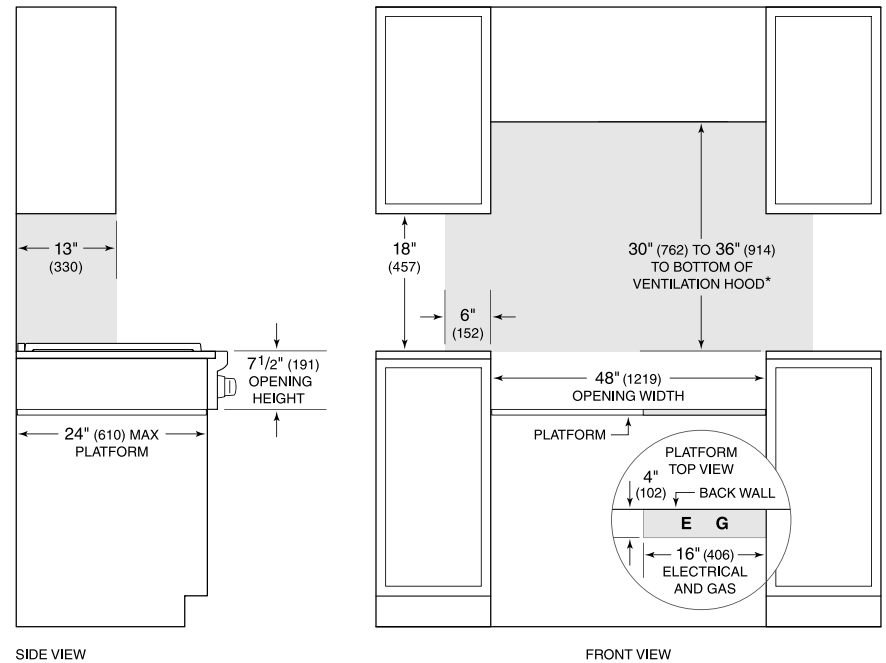 13"
(330)
7 1/2" (191)
OPENING
HEIGHT
24" (610) MAX
PLATFORM
SIDE VIEW
18"
(457)
30" (762) TO 36" (914)
TO BOTTOM OF
VENTILATION HOOD*
6"
(152)
48" (1219)
OPENING WIDTH
PLATFORM
PLATFORM
TOP VIEW
4"
(102)
BACK WALL
E G
16" (406)
ELECTRICAL
AND GAS
FRONT VIEW